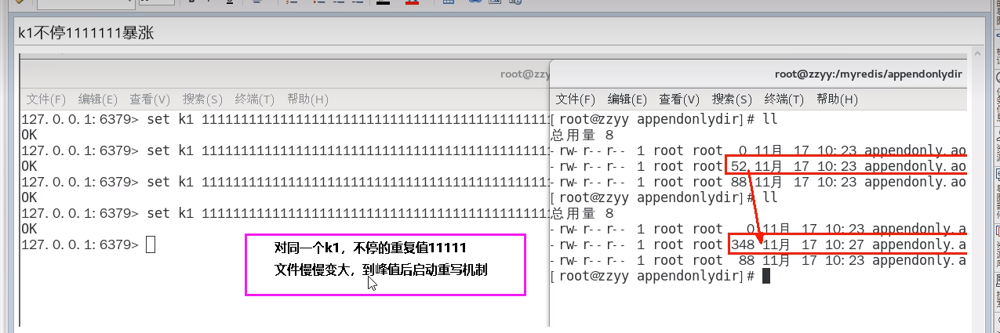 k1不停1111111暴涨
root@zzyy
文件(F) 编辑(E) 查看(V) 搜索(S) 终端(T) 帮助(H)
127.0.0.1:6379> set k1 111111111111111111111111111111111111111111111
OK
127.0.0.1:6379> set k1 111111111111111111111111111111111111111111111
OK
127.0.0.1:6379> set k1 111111111111111111111111111111111111111111111
OK
127.0.0.1:6379> set k1 111111111111111111111111111111111111111111111
OK
127.0.0.1:6379>
对同一个k1，不停的重复值11111
文件慢慢变大，到峰值后启动重写机制
root@zzyy:/myredis/appendonlydir
文件(F) 编辑(E) 查看(V) 搜索(S) 终端(T) 帮助(H)
[root@zzyy appendonlydir]# ll
总用量 8
-rw-r--r-- 1 root root 0 11月 17 10:23 appendonly.ao
-rw-r--r-- 1 root root 52 11月 17 10:23 appendonly.ao
-rw-r--r-- 1 root root 88 11月 17 10:23 appendonly.ao
[root@zzyy appendonlydir]# ll
总用量 8
-rw-r--r-- 1 root root 0 11月 17 10:23 appendonly.a
-rw-r--r-- 1 root root 348 11月 17 10:27 appendonly.a
-rw-r--r-- 1 root root 88 11月 17 10:23 appendonly.a
[root@zzyy appendonlydir]#